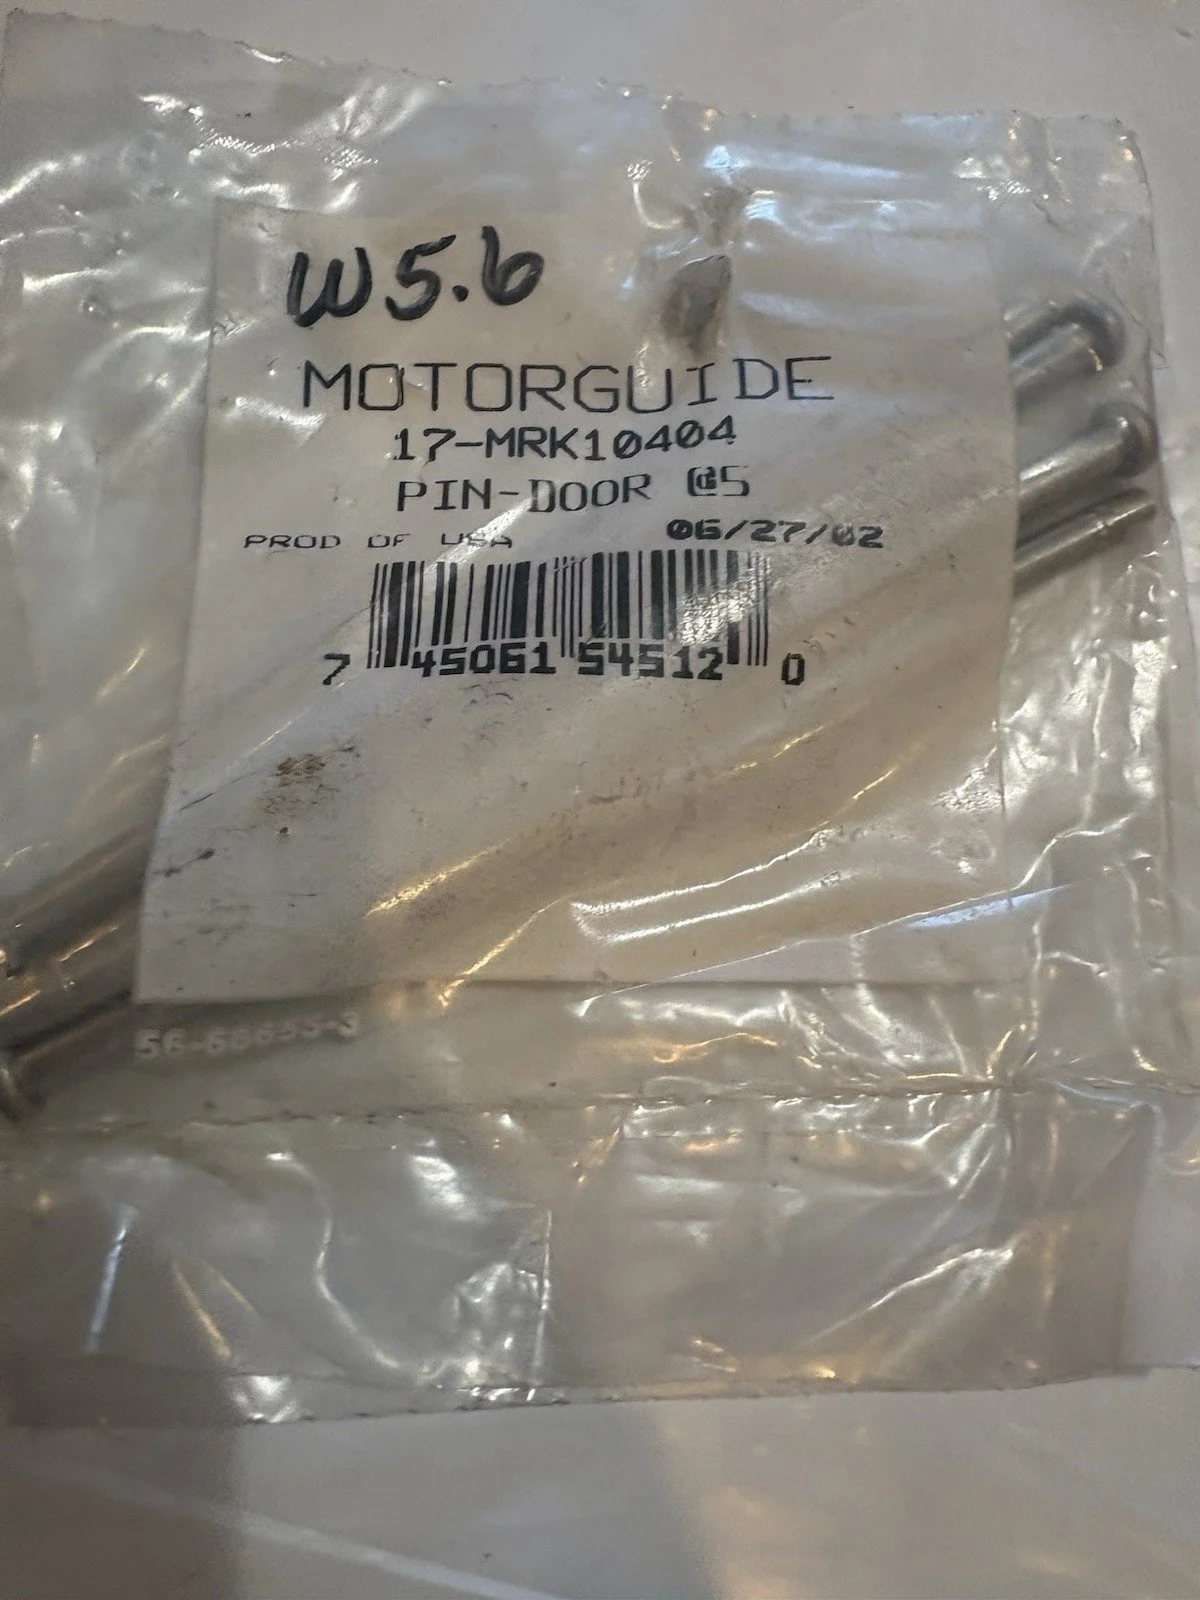 W5.6
MOTORGUIDE
17-MRK10404
PIN-DOOR @5
PROD OF USA 06/27/02
7 45061 54512 0